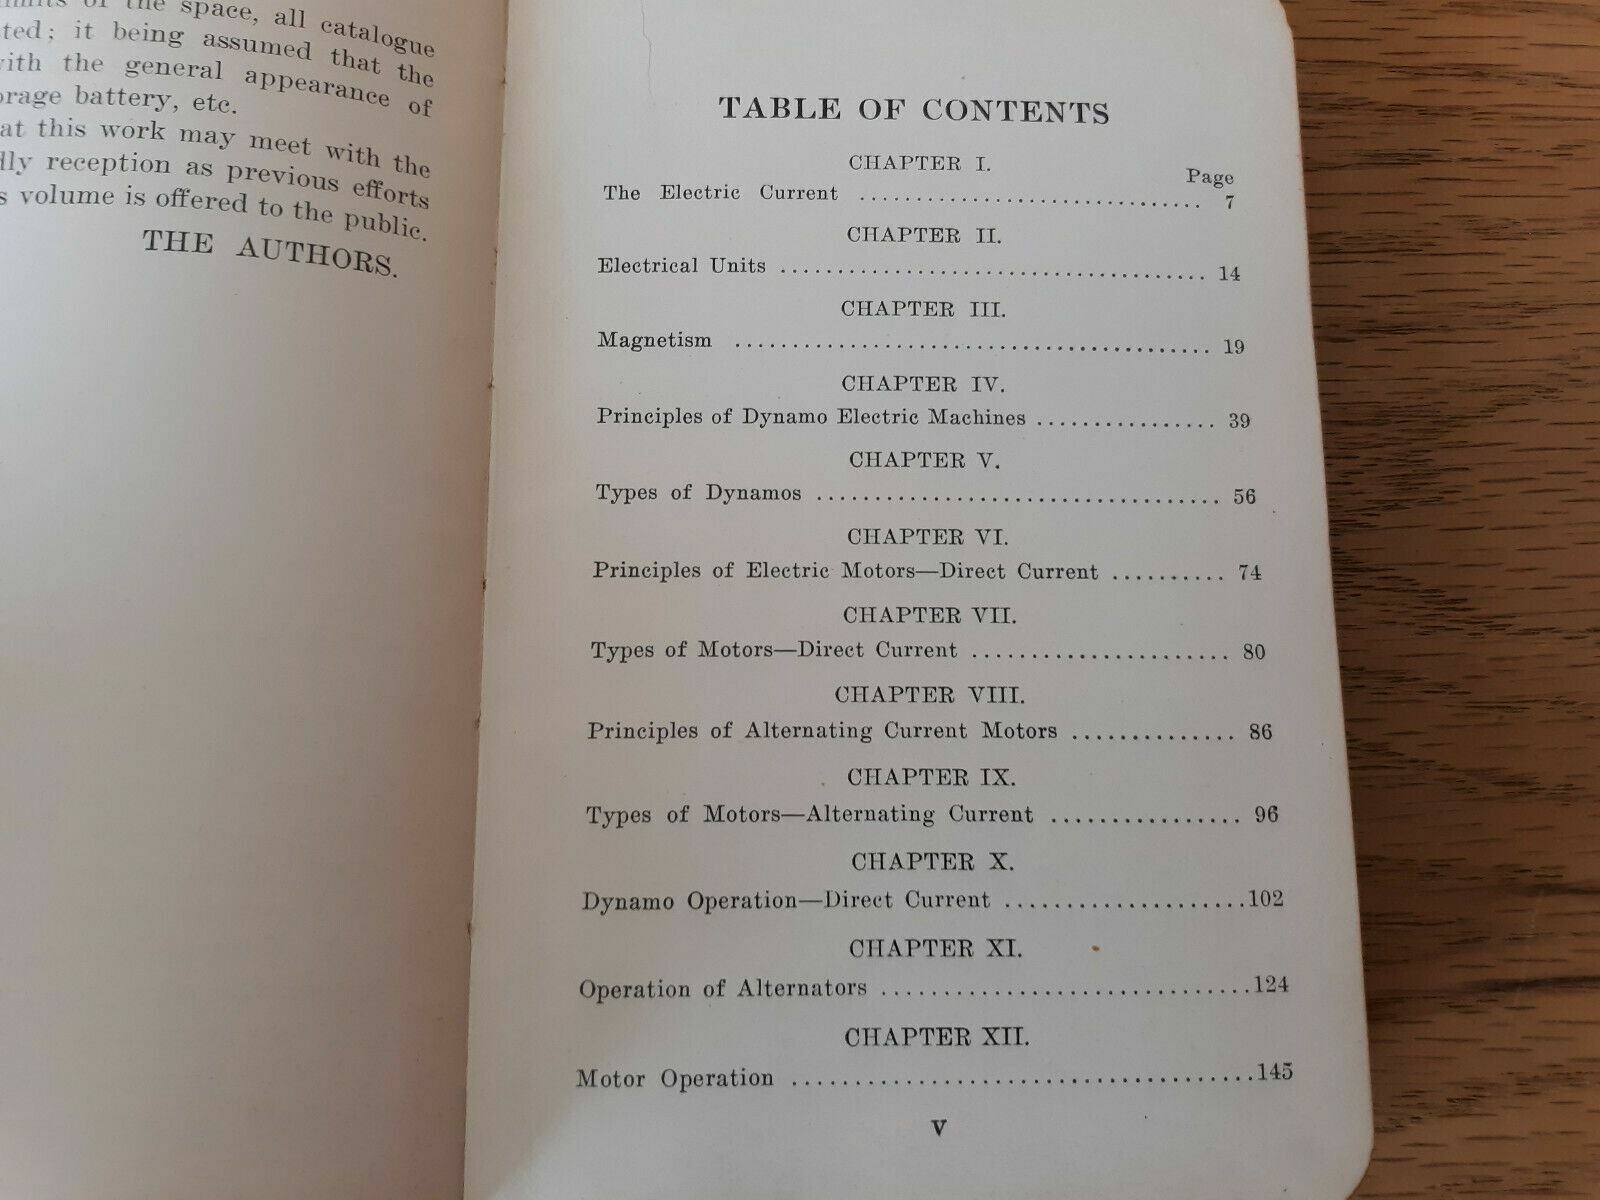 of the space, all catalogue
ted; it being assumed that the
with the general appearance of
orage battery, etc.
at this work may meet with the
lly reception as previous efforts
s volume is offered to the public.
THE AUTHORS.
TABLE OF CONTENTS
CHAPTER I.
Page
The Electric Current .............................. 7
CHAPTER II.
Electrical Units ..................................... 14
CHAPTER III.
Magnetism ......................................... 19
CHAPTER IV.
Principles of Dynamo Electric Machines ................ 39
CHAPTER V.
Types of Dynamos ................................... 56
CHAPTER VI.
Principles of Electric Motors—Direct Current .......... 74
CHAPTER VII.
Types of Motors—Direct Current ...................... 80
CHAPTER VIII.
Principles of Alternating Current Motors .............. 86
CHAPTER IX.
Types of Motors—Alternating Current ................ 96
CHAPTER X.
Dynamo Operation—Direct Current ....................102
CHAPTER XI.
Operation of Alternators ..............................124
CHAPTER XII.
Motor Operation .....................................145
v